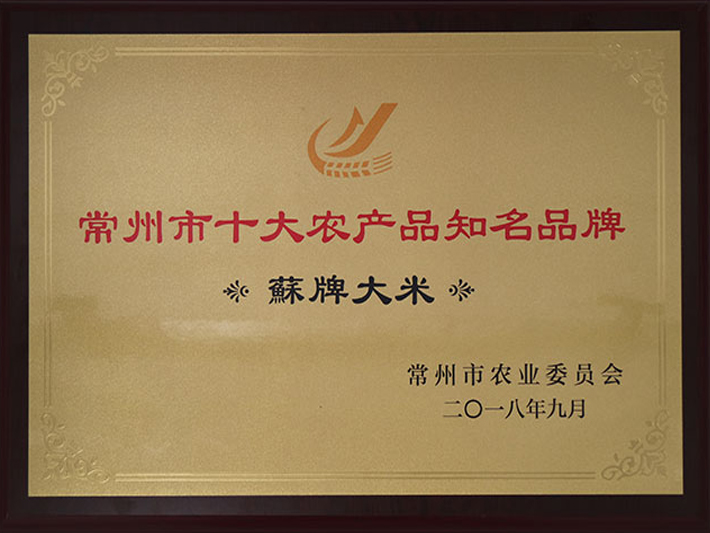 常州市十大农产品知名品牌
蘇牌大米
常州市农业委员会
二〇一八年九月